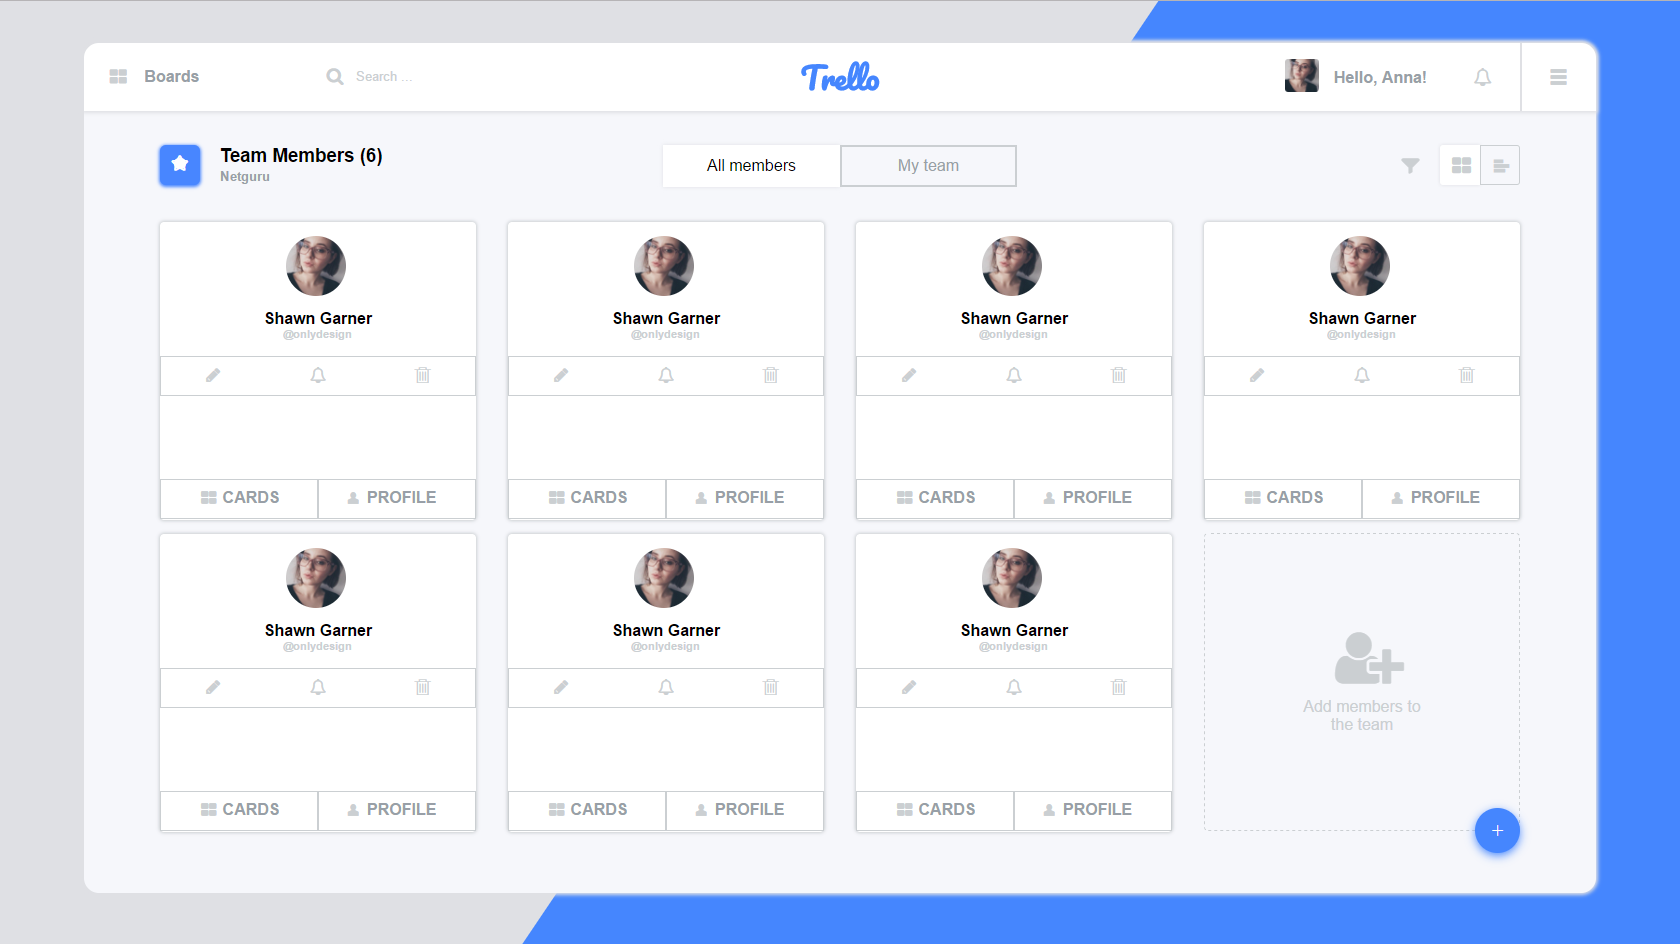 Boards
Search ...
Trello
Hello, Anna!
Team Members (6)
Netguru
All members
My team
Shawn Garner
@onlydesign
CARDS
PROFILE
Shawn Garner
@onlydesign
CARDS
PROFILE
Shawn Garner
@onlydesign
CARDS
PROFILE
Shawn Garner
@onlydesign
CARDS
PROFILE
Shawn Garner
@onlydesign
CARDS
PROFILE
Shawn Garner
@onlydesign
CARDS
PROFILE
Shawn Garner
@onlydesign
CARDS
PROFILE
Add members to
the team